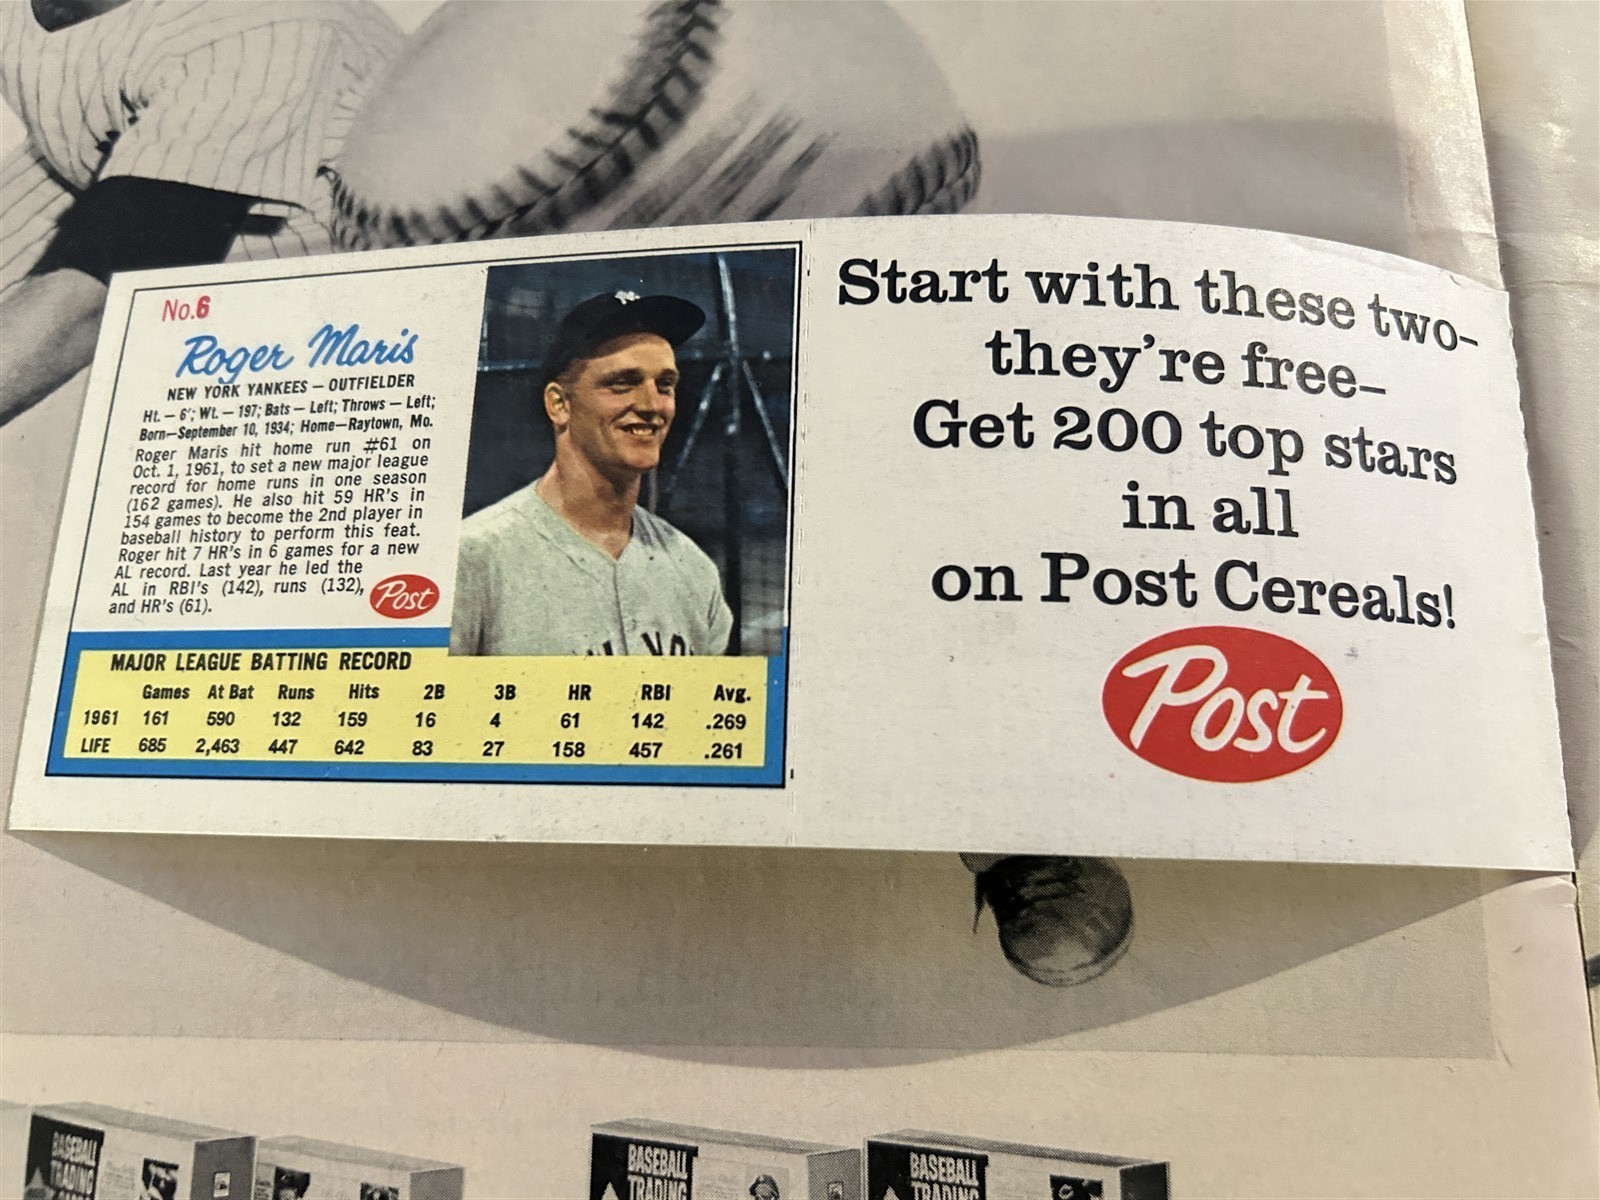 No.6
Roger Maris
NEW YORK YANKEES — OUTFIELDER
Ht. — 6'; Wt. — 197; Bats — Left; Throws — Left;
Born—September 10, 1934; Home—Raytown, Mo.
Roger Maris hit home run #61 on
Oct. 1, 1961, to set a new major league
record for home runs in one season
(162 games). He also hit 59 HR's in
154 games to become the 2nd player in
baseball history to perform this feat.
Roger hit 7 HR's in 6 games for a new
AL record. Last year he led the
AL in RBI's (142), runs (132),
and HR's (61).
Post
MAJOR LEAGUE BATTING RECORD
Games At Bat Runs Hits 2B 3B HR RBI Avg.
1961 161 590 132 159 16 4 61 142 .269
LIFE 685 2,463 447 642 83 27 158 457 .261
Start with these two-
they're free-
Get 200 top stars
in all
on Post Cereals!
Post
BASEBALL
TRADING
BASEBALL
TRADING
BASEBALL
TRADING